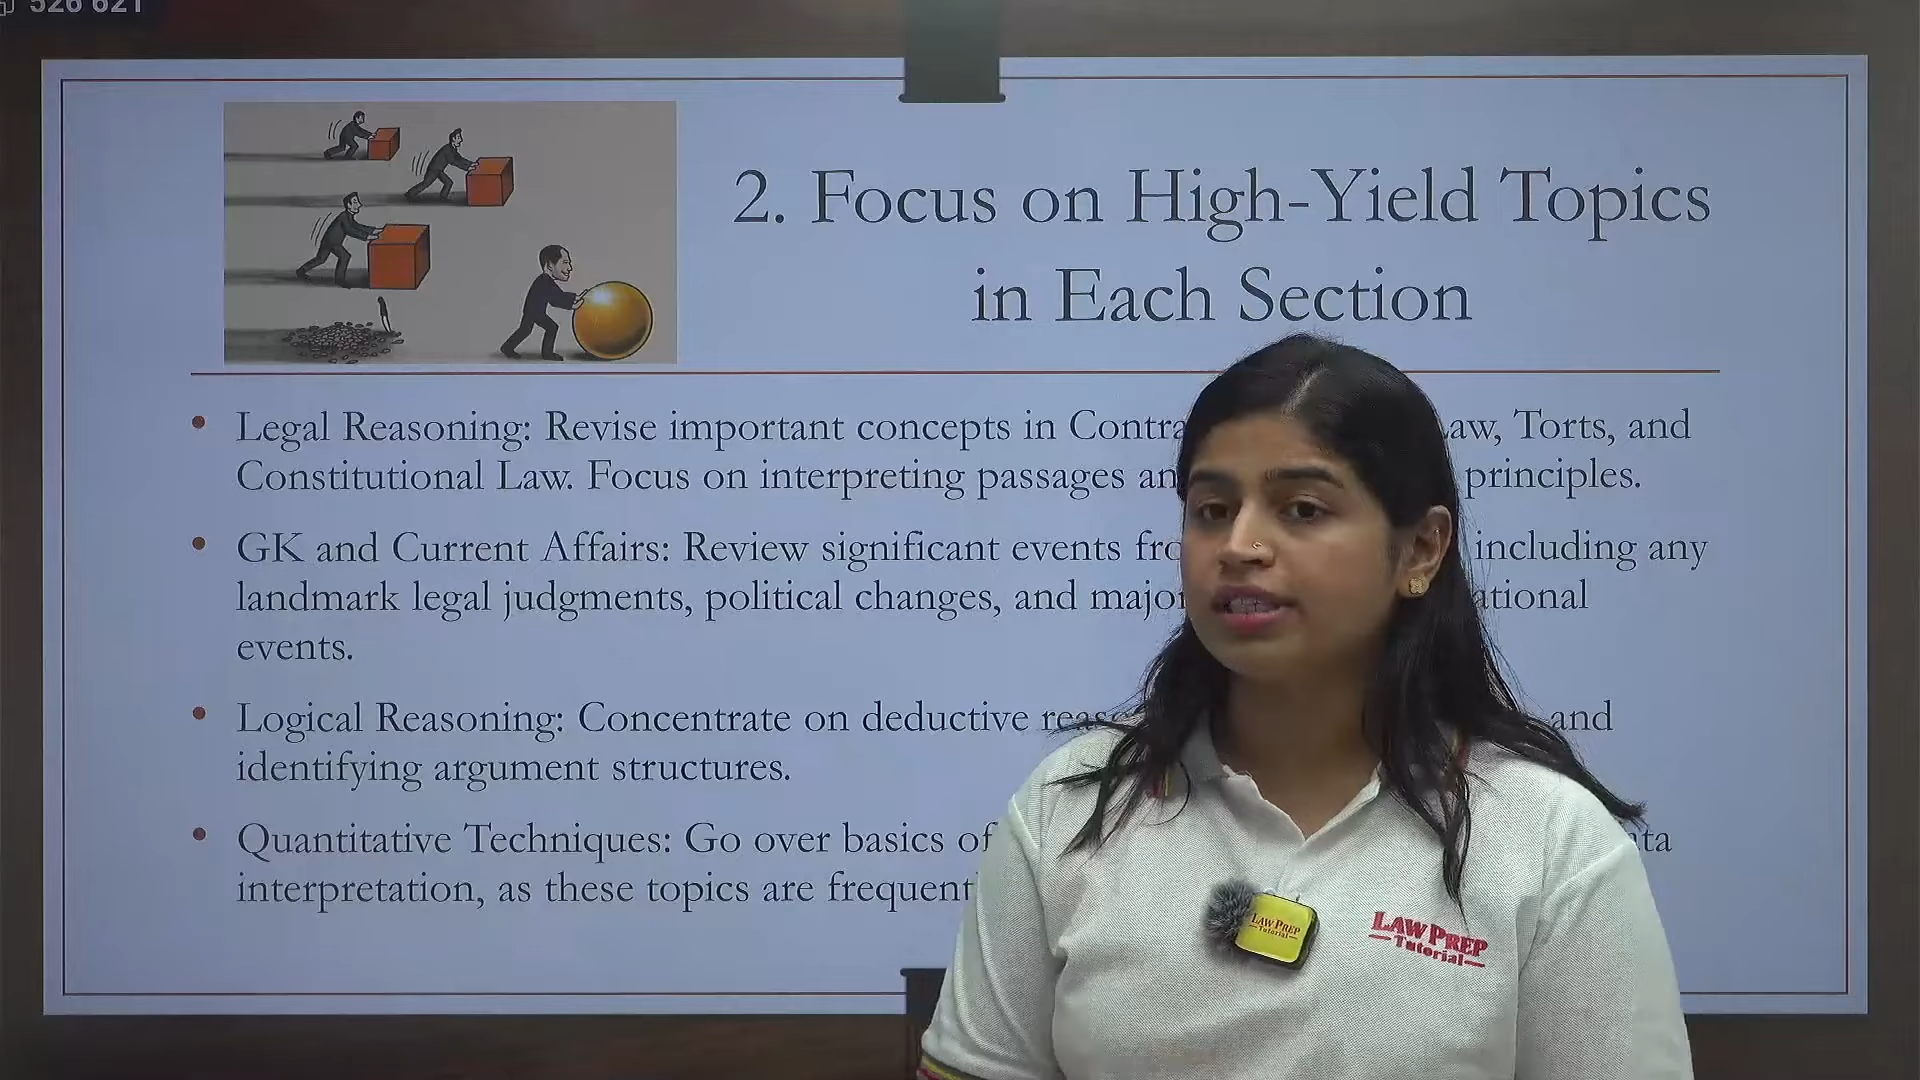 526 621
2. Focus on High-Yield Topics
in Each Section
Legal Reasoning: Revise important concepts in Contra aw, Torts, and
Constitutional Law. Focus on interpreting passages an principles.
GK and Current Affairs: Review significant events fro including any
landmark legal judgments, political changes, and major ational
events.
Logical Reasoning: Concentrate on deductive reaso and
identifying argument structures.
Quantitative Techniques: Go over basics of ata
interpretation, as these topics are frequent
LAW PREP
Tutorial
LAW PREP
Tutorial